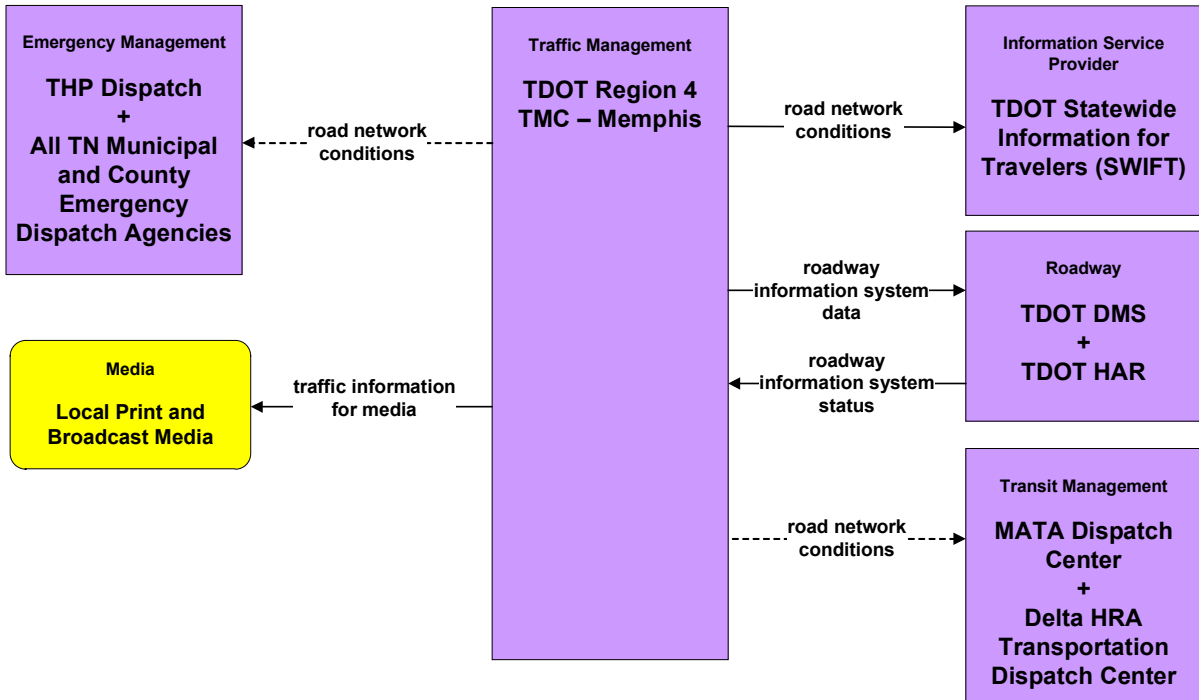 Emergency Management
THP Dispatch
+
All TN Municipal
and County
Emergency
Dispatch Agencies
road network
conditions
Media
Local Print and
Broadcast Media
traffic information
for media
Traffic Management
TDOT Region 4
TMC – Memphis
road network
conditions
Information Service
Provider
TDOT Statewide
Information for
Travelers (SWIFT)
roadway
information system
data
roadway
information system
status
Roadway
TDOT DMS
+
TDOT HAR
road network
conditions
Transit Management
MATA Dispatch
Center
+
Delta HRA
Transportation
Dispatch Center